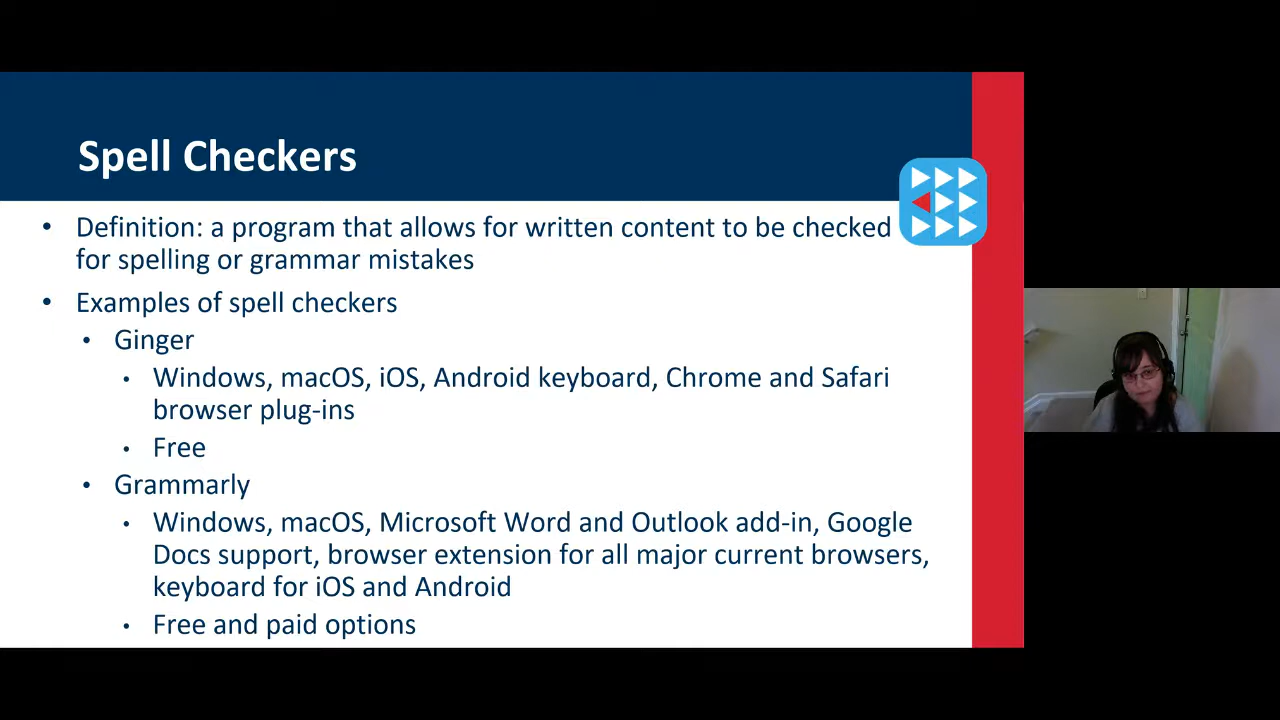 Spell Checkers
• Definition: a program that allows for written content to be checked
for spelling or grammar mistakes
• Examples of spell checkers
• Ginger
• Windows, macOS, iOS, Android keyboard, Chrome and Safari
browser plug-ins
• Free
• Grammarly
• Windows, macOS, Microsoft Word and Outlook add-in, Google
Docs support, browser extension for all major current browsers,
keyboard for iOS and Android
• Free and paid options